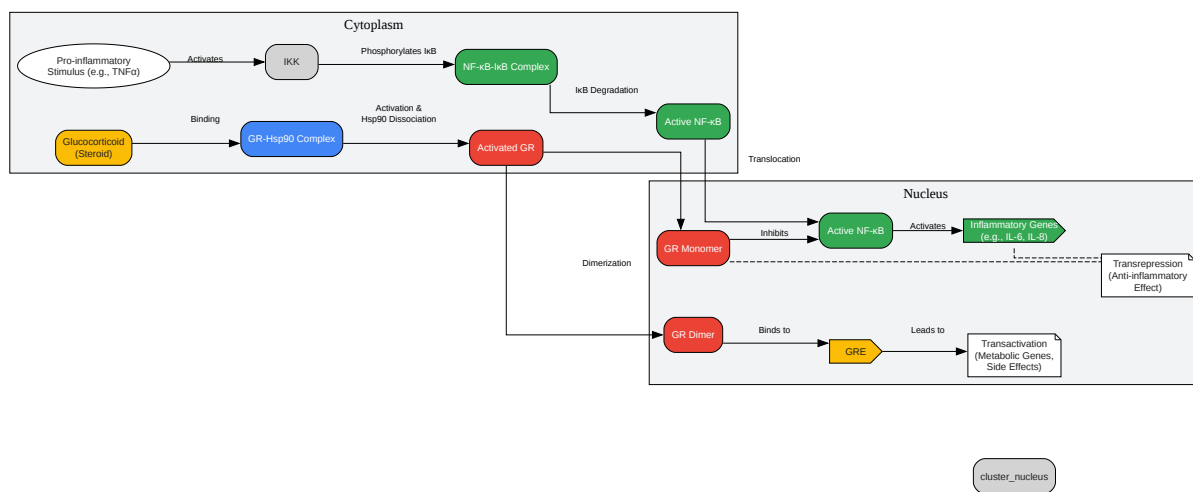 Cytoplasm
Pro-inflammatory
Stimulus (e.g., TNFα)
Activates
IKK
Phosphorylates IκB
NF-κB-IκB Complex
IκB Degradation
Active NF-κB
Glucocorticoid
(Steroid)
Binding
GR-Hsp90 Complex
Activation &
Hsp90 Dissociation
Activated GR
Translocation
Nucleus
GR Monomer
Inhibits
Active NF-κB
Activates
Inflammatory Genes
(e.g., IL-6, IL-8)
Transrepression
(Anti-inflammatory
Effect)
Dimerization
GR Dimer
Binds to
GRE
Leads to
Transactivation
(Metabolic Genes,
Side Effects)
cluster_nucleus